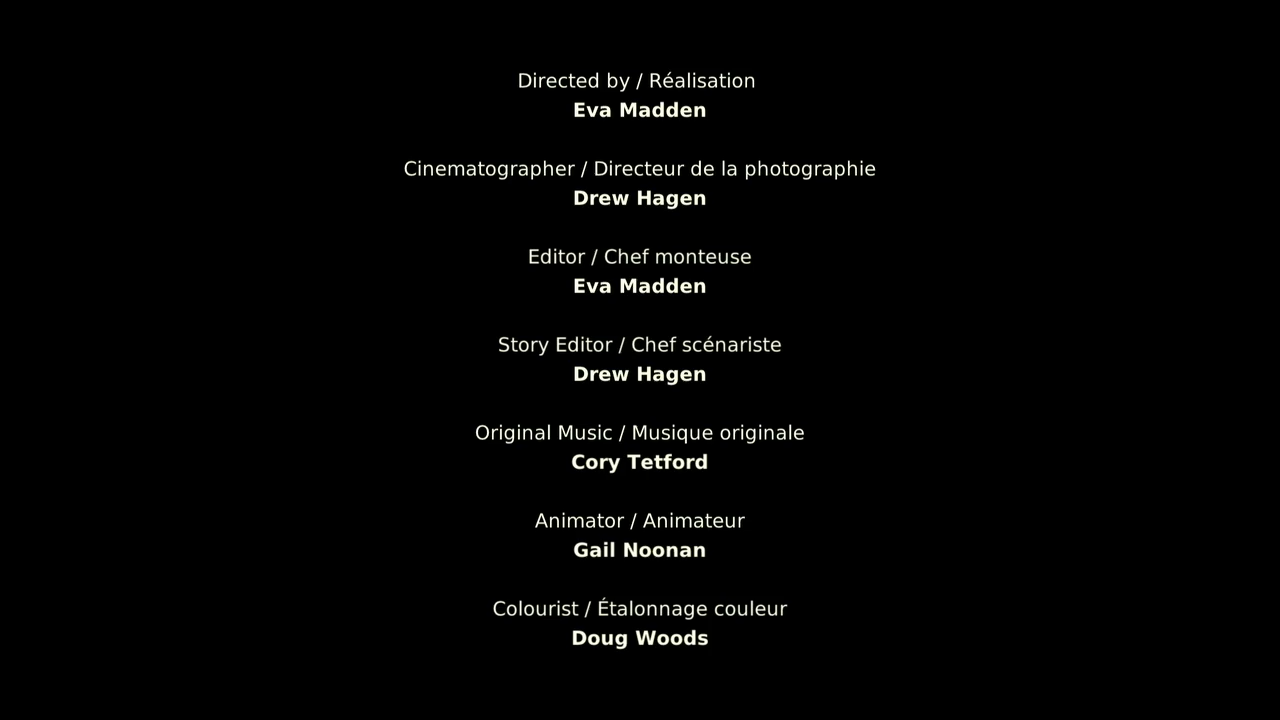 Directed by / Réalisation
Eva Madden
Cinematographer / Directeur de la photographie
Drew Hagen
Editor / Chef monteuse
Eva Madden
Story Editor / Chef scénariste
Drew Hagen
Original Music / Musique originale
Cory Tetford
Animator / Animateur
Gail Noonan
Colourist / Étalonnage couleur
Doug Woods